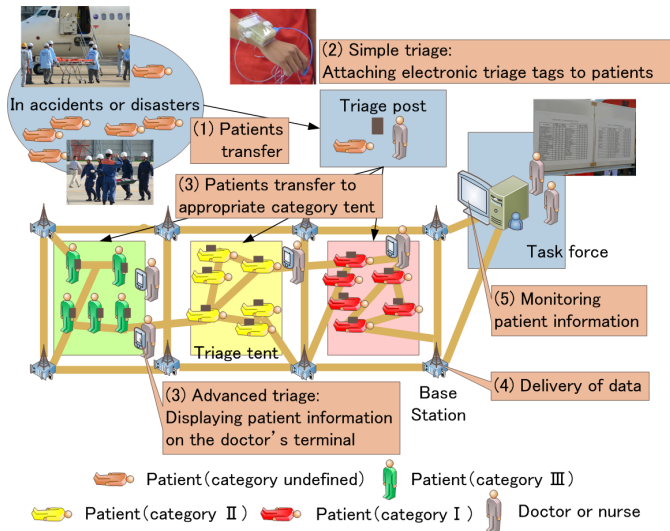 (2) Simple triage:
Attaching electronic triage tags to patients
In accidents or disasters
Triage post
(1) Patients
transfer
(3) Patients transfer to
appropriate category tent
Task force
(5) Monitoring
patient information
Triage tent
(3) Advanced triage:
Displaying patient information
on the doctor's terminal
Base
Station
(4) Delivery of data
Patient(category undefined)
Patient(category Ⅲ)
Patient(category Ⅱ)
Patient(category Ⅰ)
Doctor or nurse